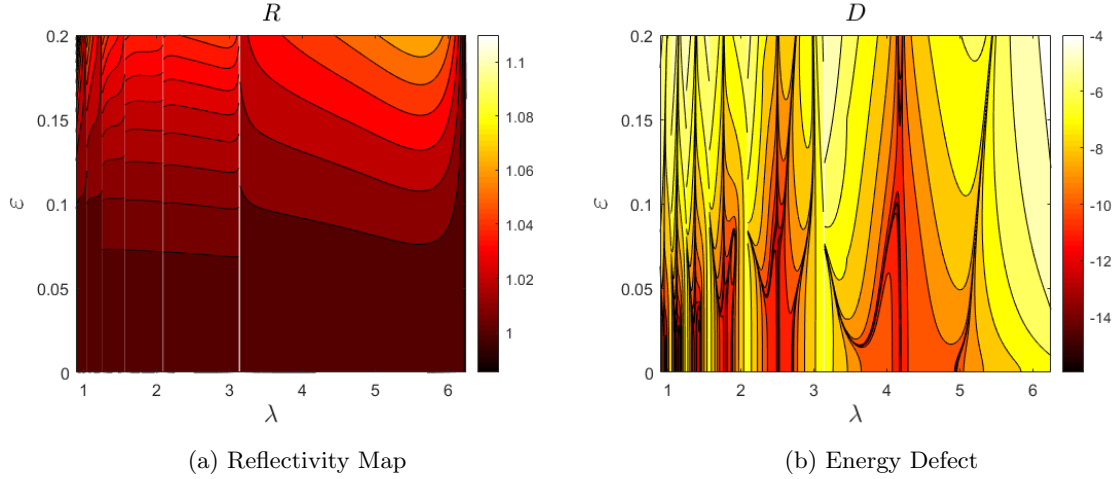 R
0.2
0.15
0.1
0.05
0
ε
1 2 3 4 5 6
λ
1.1
1.08
1.06
1.04
1.02
1
(a) Reflectivity Map
D
0.2
0.15
0.1
0.05
0
ε
1 2 3 4 5 6
λ
-4
-6
-8
-10
-12
-14
(b) Energy Defect